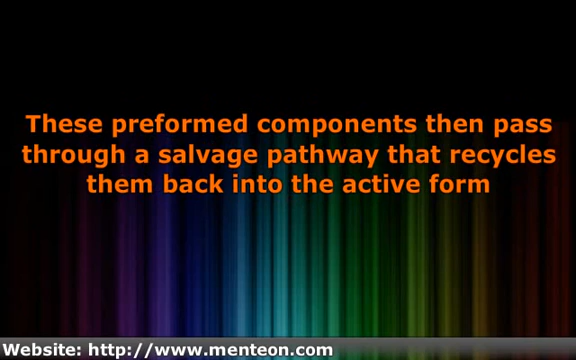 These preformed components then pass
through a salvage pathway that recycles
them back into the active form
Website: http://www.menteon.com